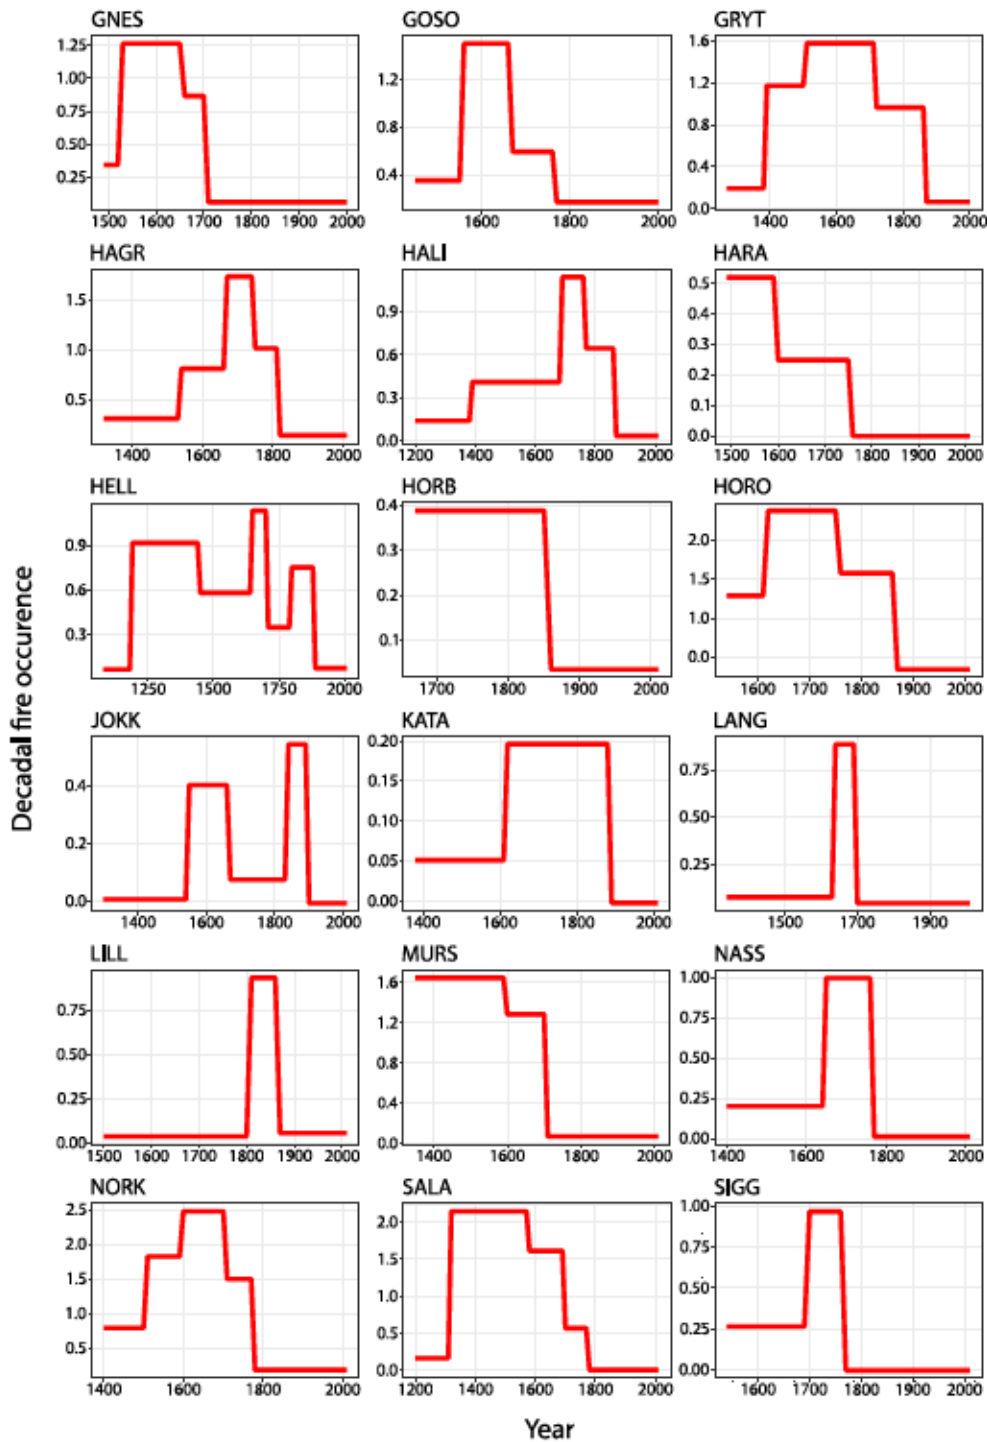 GNES GOSO GRYT
1.25 1.00 0.75 0.50 0.25
1.2 0.8 0.4
1.6 1.2 0.8 0.4 0.0
1500 1600 1700 1800 1900 2000
1600 1800 2000
1400 1600 1800 2000
HAGR HALI HARA
1.5 1.0 0.5
0.9 0.6 0.3 0.0
0.5 0.4 0.3 0.2 0.1 0.0
1400 1600 1800 2000
1200 1400 1600 1800 2000
1500 1600 1700 1800 1900 2000
HELL HORB HORO
0.9 0.6 0.3
0.4 0.3 0.2 0.1
2.0 1.5 1.0 0.0
1250 1500 1750 2000
1700 1800 1900 2000
1600 1700 1800 1900 2000
Decadal fire occurence
JOKK KATA LANG
0.4 0.2 0.0
0.20 0.15 0.10 0.05 0.00
0.75 0.50 0.25
1400 1600 1800 2000
1400 1600 1800 2000
1500 1700 1900
LILL MURS NASS
0.75 0.50 0.25 0.00
1.6 1.2 0.8 0.4 0.0
1.00 0.75 0.50 0.25 0.00
1500 1600 1700 1800 1900 2000
1400 1600 1800 2000
1400 1600 1800 2000
NORK SALA SIGG
2.5 2.0 1.5 1.0 0.5
2.0 1.5 1.0 0.5 0.0
1.00 0.75 0.50 0.25 0.00
1400 1600 1800 2000
1200 1400 1600 1800 2000
1600 1700 1800 1900 2000
Year